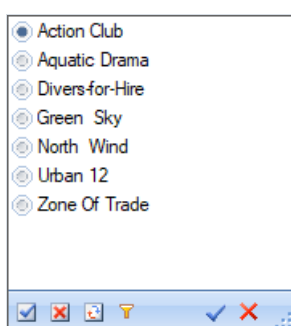 Action Club
Aquatic Drama
Divers-for-Hire
Green  Sky
North  Wind
Urban 12
Zone Of Trade